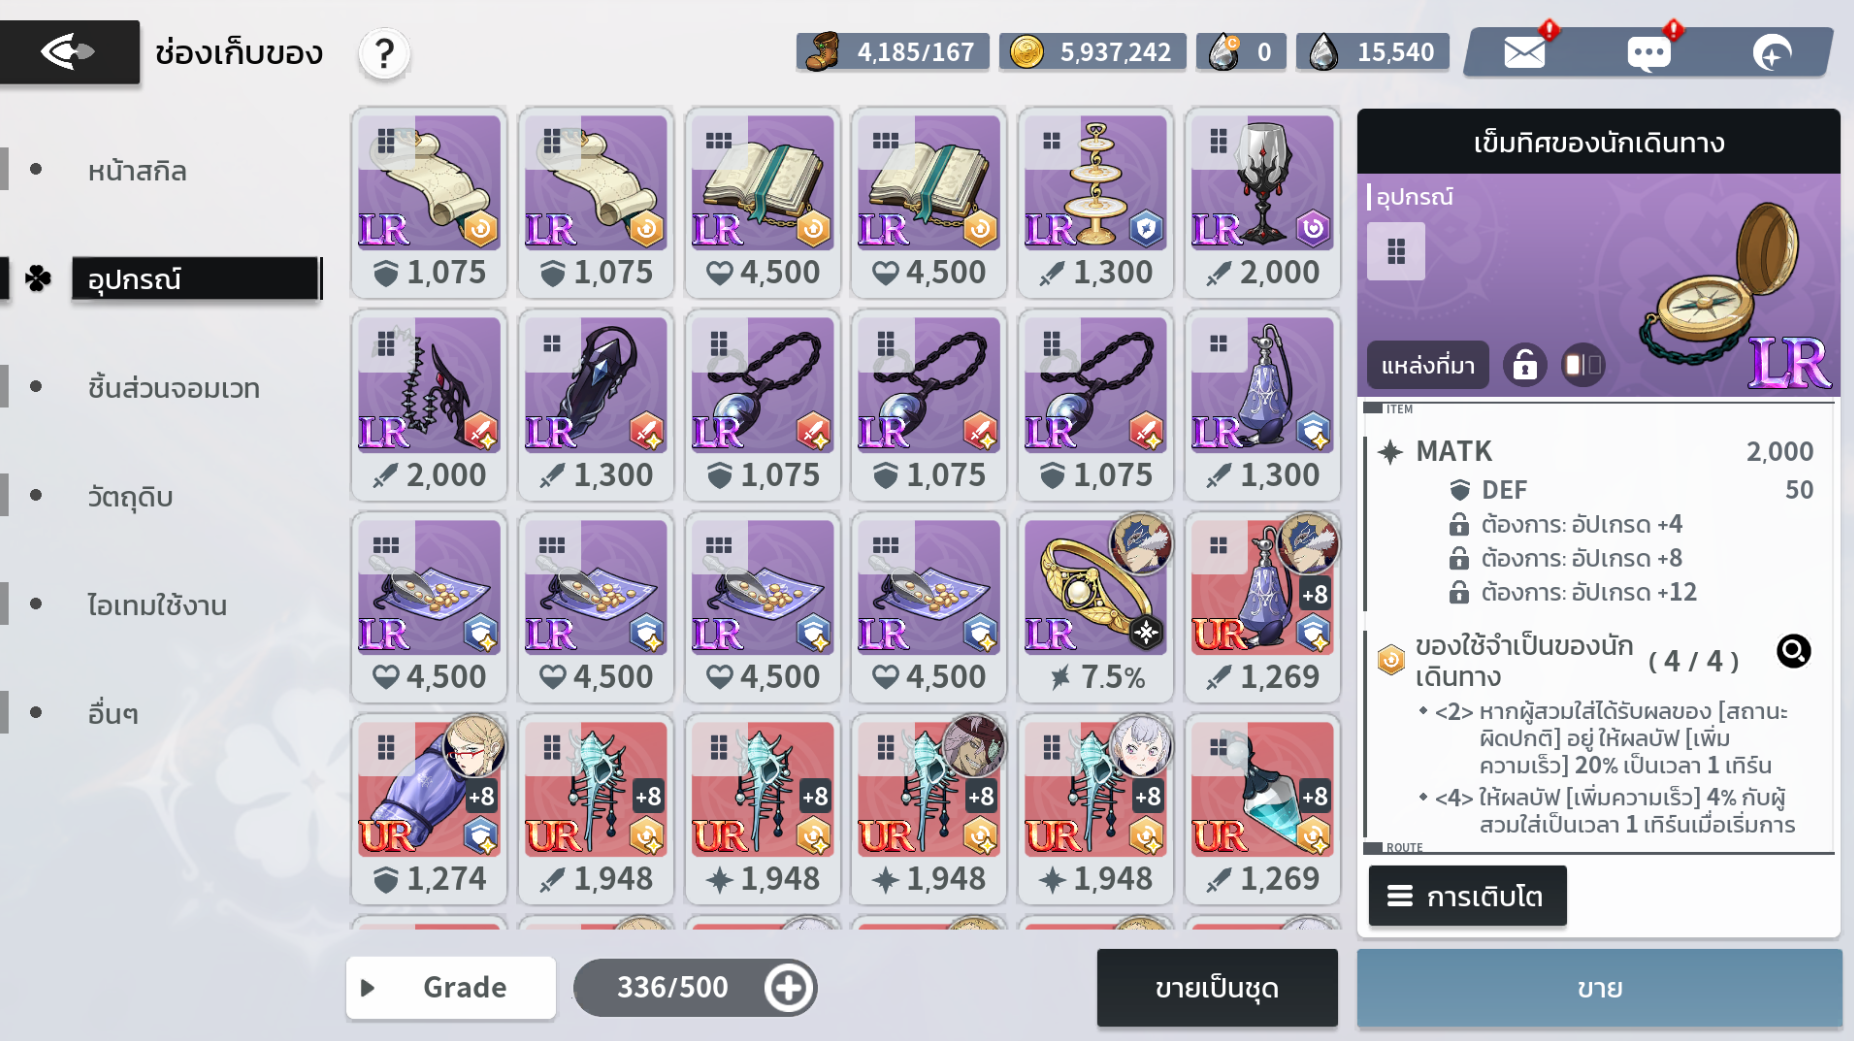 ช่องเก็บของ
?
4,185/167
5,937,242
0
15,540
หน้าสกิล
อุปกรณ์
ชิ้นส่วนจอมเวท
วัตถุดิบ
ไอเทมใช้งาน
อื่นๆ
LR LR LR LR LR LR
1,075 1,075 4,500 4,500 1,300 2,000
LR LR LR LR LR LR
2,000 1,300 1,075 1,075 1,075 1,300
LR LR LR LR LR UR +8
4,500 4,500 4,500 4,500 7.5% 1,269
UR +8 UR +8 UR +8 UR +8 UR +8 UR +8
1,274 1,948 1,948 1,948 1,948 1,269
Grade
336/500
ขายเป็นชุด
เข็มทิศของนักเดินทาง
อุปกรณ์
แหล่งที่มา
LR
ITEM
MATK 2,000
DEF 50
ต้องการ: อัปเกรด +4
ต้องการ: อัปเกรด +8
ต้องการ: อัปเกรด +12
ของใช้จำเป็นของนัก
เดินทาง
( 4 / 4 )
<2> หากผู้สวมใส่ได้รับผลของ [สถานะ
ผิดปกติ] อยู่ ให้ผลบัฟ [เพิ่ม
ความเร็ว] 20% เป็นเวลา 1 เทิร์น
<4> ให้ผลบัฟ [เพิ่มความเร็ว] 4% กับผู้
สวมใส่เป็นเวลา 1 เทิร์นเมื่อเริ่มการ
ROUTE
การเติบโต
ขาย